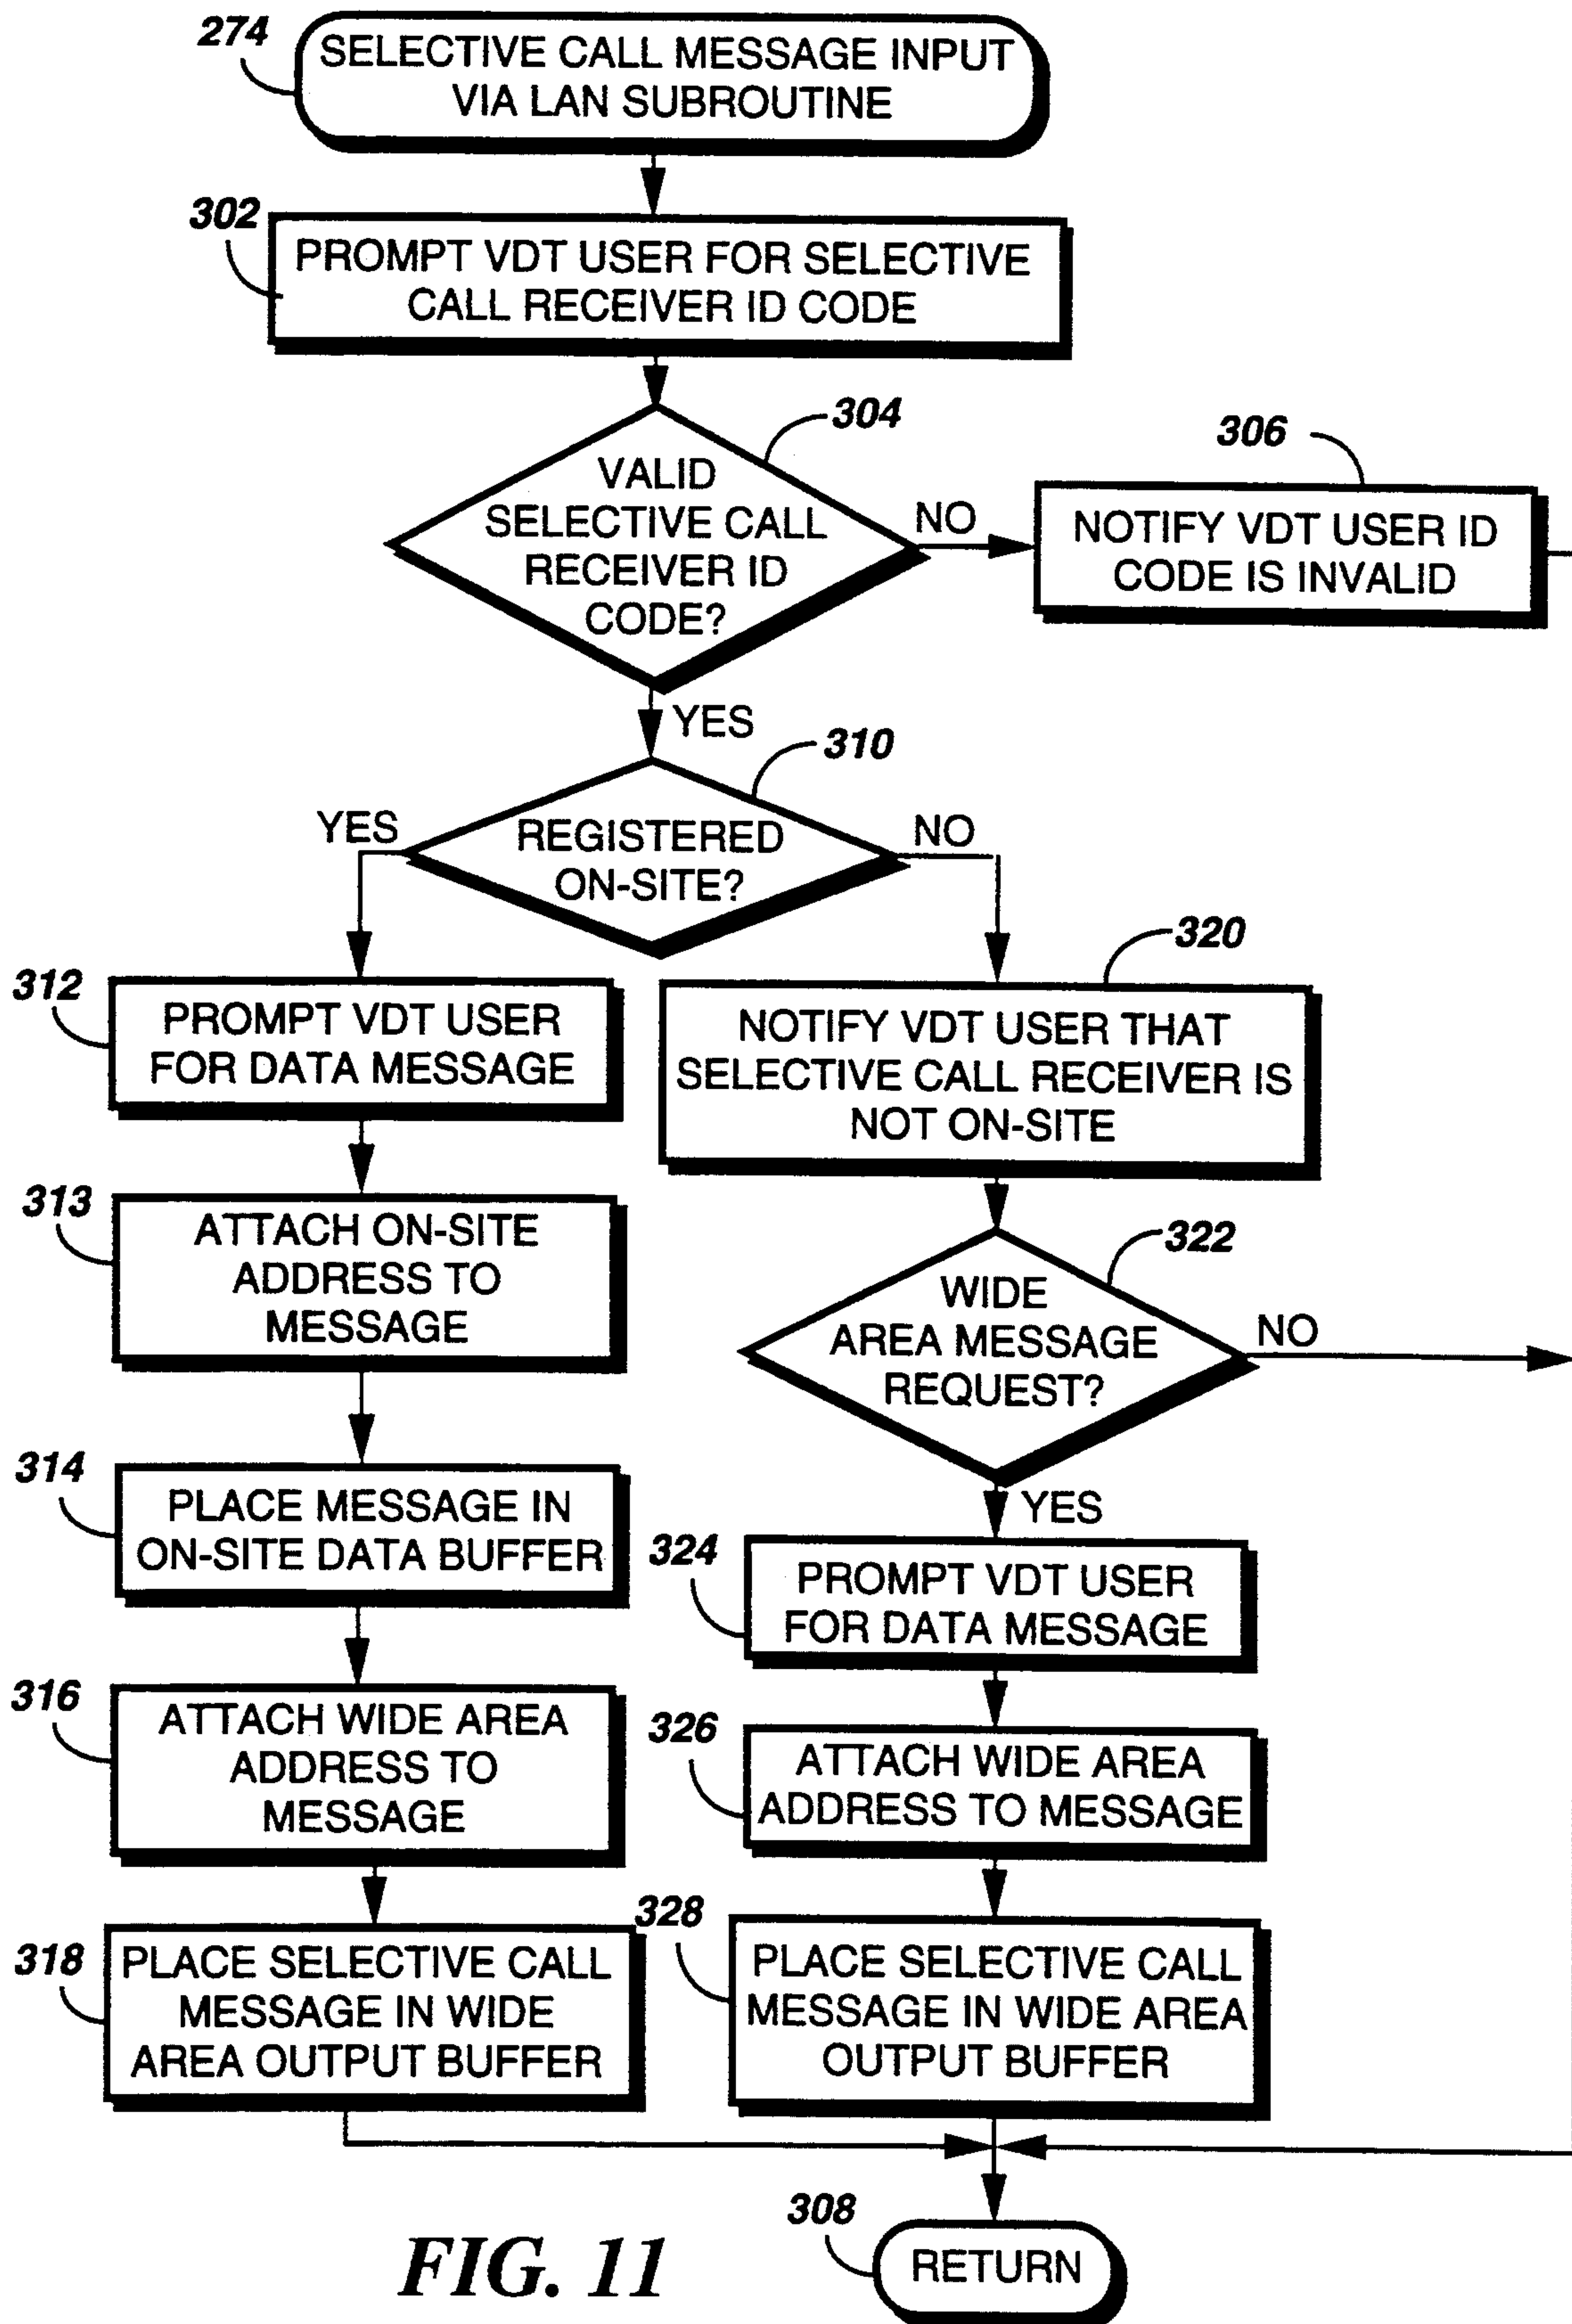 274
SELECTIVE CALL MESSAGE INPUT
VIA LAN SUBROUTINE
302
PROMPT VDT USER FOR SELECTIVE
CALL RECEIVER ID CODE
304
VALID
SELECTIVE CALL
RECEIVER ID
CODE?
NO
306
NOTIFY VDT USER ID
CODE IS INVALID
YES
310
REGISTERED
ON-SITE?
YES
NO
312
PROMPT VDT USER
FOR DATA MESSAGE
320
NOTIFY VDT USER THAT
SELECTIVE CALL RECEIVER IS
NOT ON-SITE
313
ATTACH ON-SITE
ADDRESS TO
MESSAGE
322
WIDE
AREA MESSAGE
REQUEST?
NO
YES
314
PLACE MESSAGE IN
ON-SITE DATA BUFFER
324
PROMPT VDT USER
FOR DATA MESSAGE
316
ATTACH WIDE AREA
ADDRESS TO
MESSAGE
326
ATTACH WIDE AREA
ADDRESS TO MESSAGE
318
PLACE SELECTIVE CALL
MESSAGE IN WIDE
AREA OUTPUT BUFFER
328
PLACE SELECTIVE CALL
MESSAGE IN WIDE AREA
OUTPUT BUFFER
308
RETURN
FIG. 11